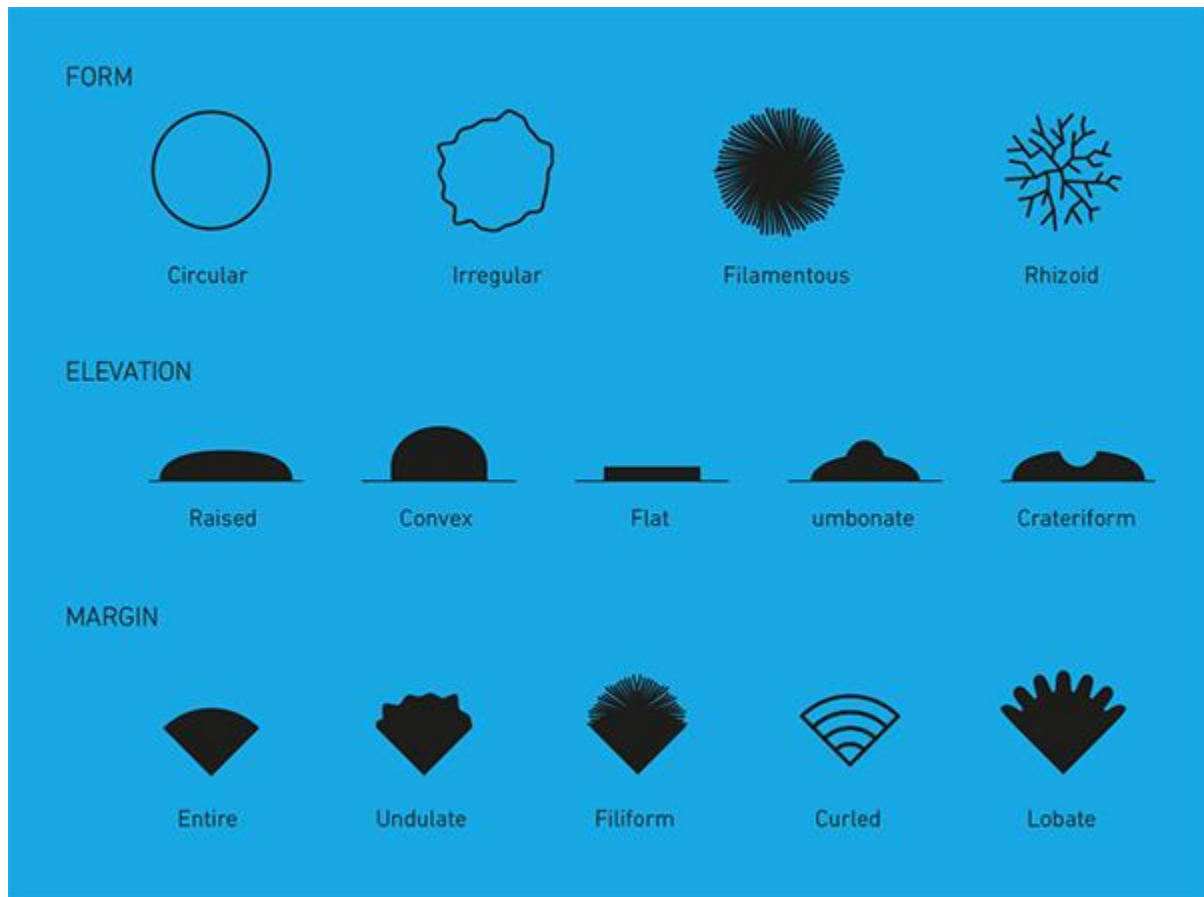 FORM
Circular Irregular Filamentous Rhizoid
ELEVATION
Raised Convex Flat umbonate Crateriform
MARGIN
Entire Undulate Filiform Curled Lobate